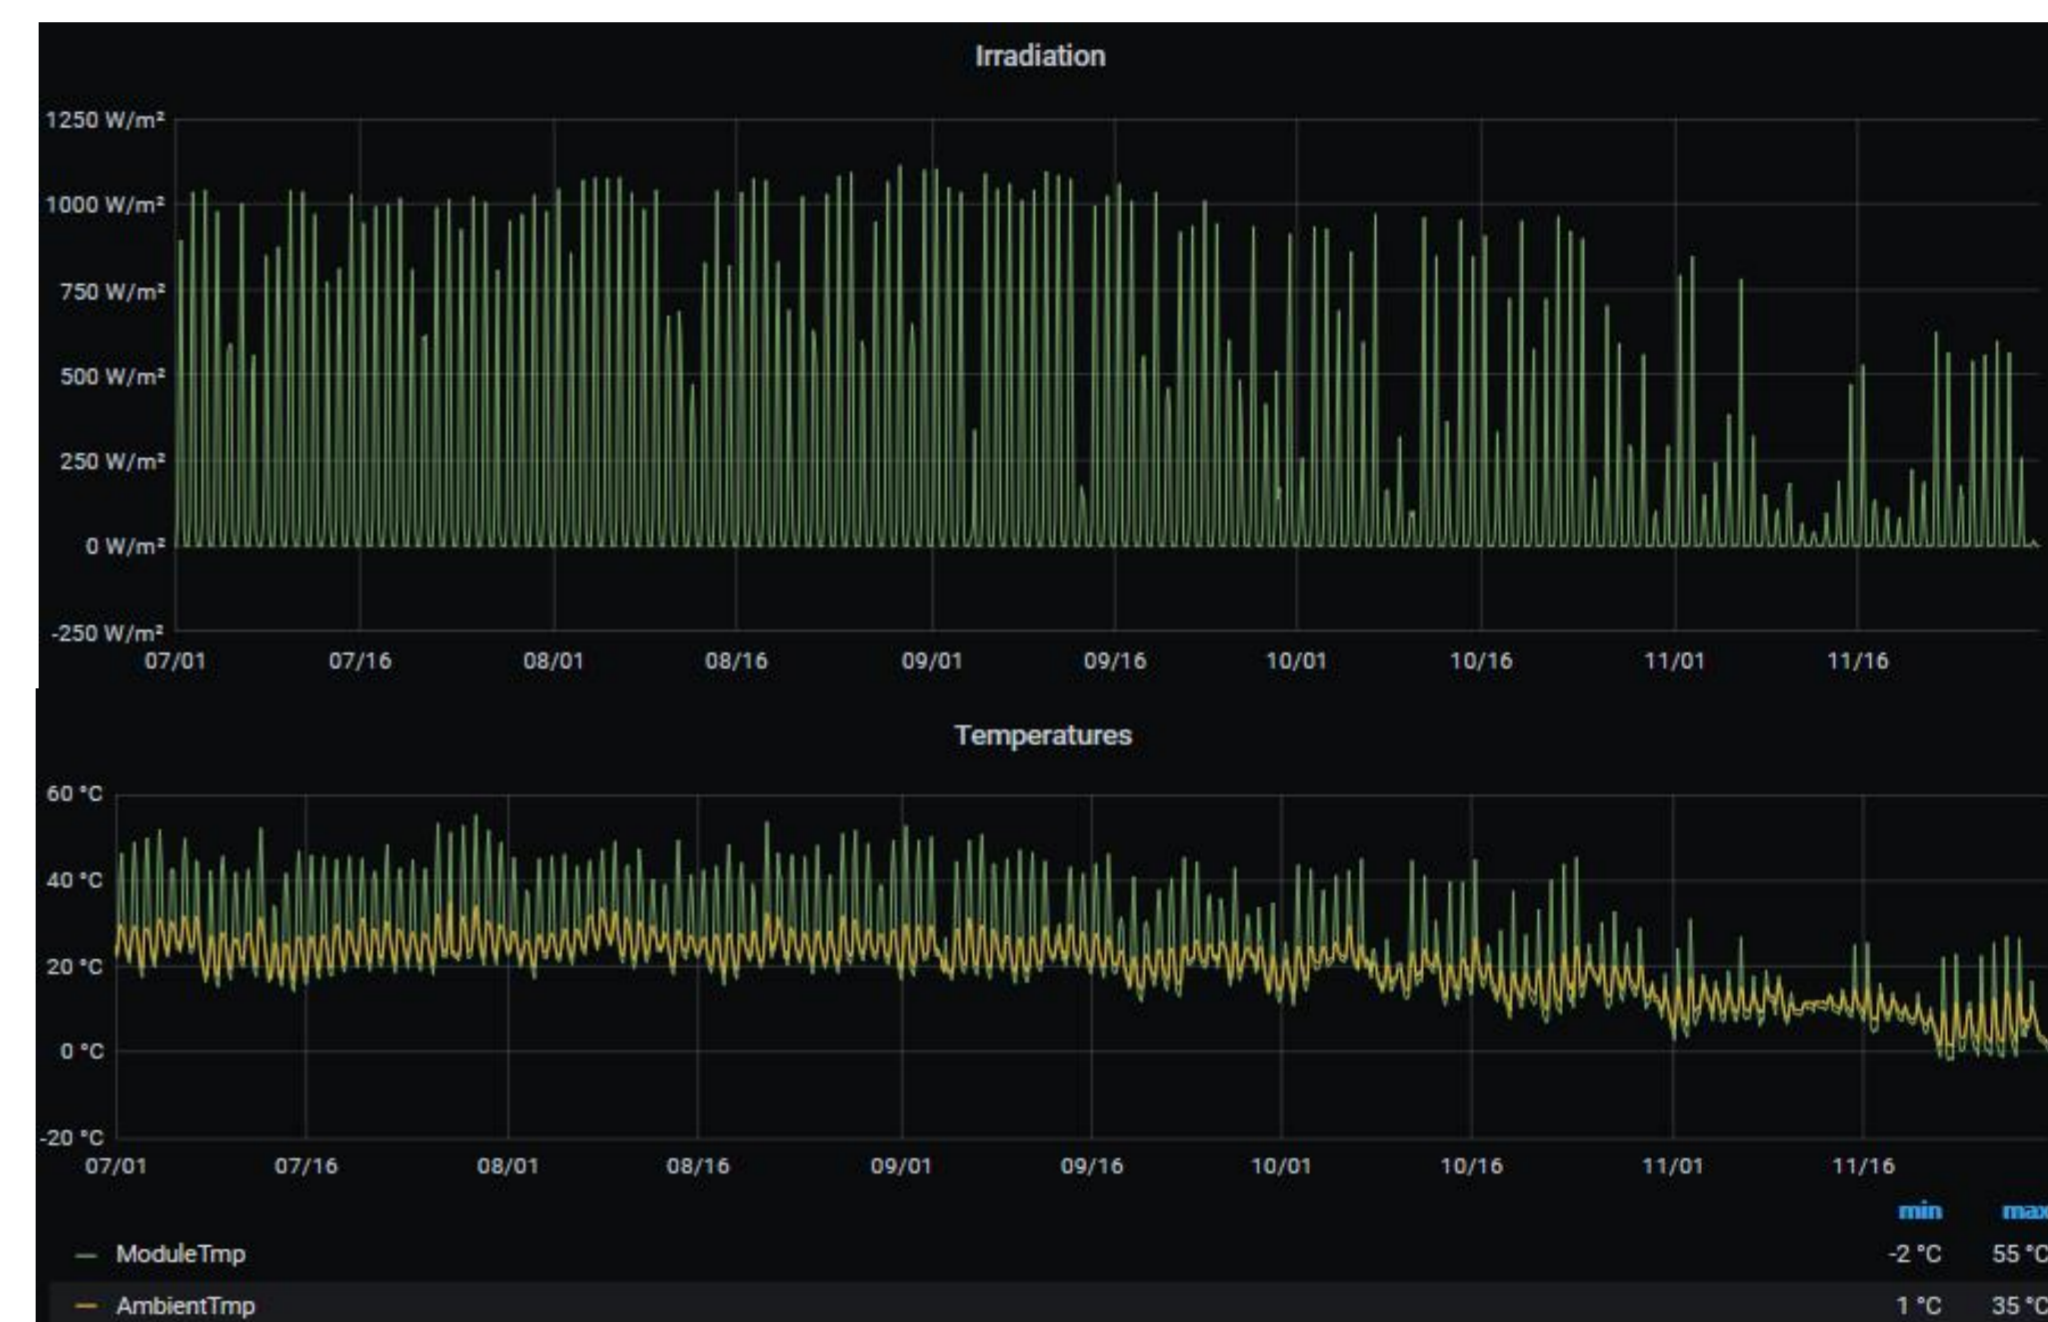 Irradiation
1250 W/m²
1000 W/m²
750 W/m²
500 W/m²
250 W/m²
0 W/m²
-250 W/m²
07/01 07/16 08/01 08/16 09/01 09/16 10/01 10/16 11/01 11/16
Temperatures
60 °C
40 °C
20 °C
0 °C
-20 °C
07/01 07/16 08/01 08/16 09/01 09/16 10/01 10/16 11/01 11/16
min max
ModuleTmp -2 °C 55 °C
AmbientTmp 1 °C 35 °C